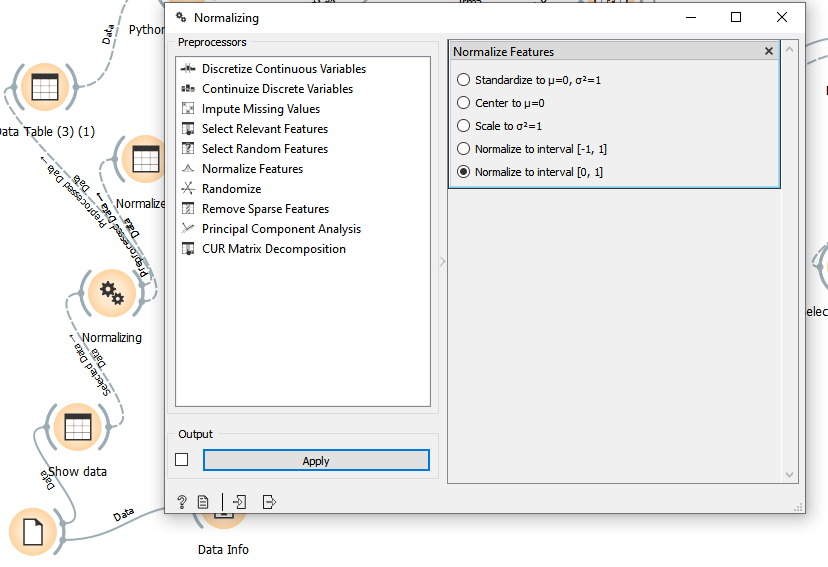 Normalizing
Preprocessors
Discretize Continuous Variables
Continuize Discrete Variables
Impute Missing Values
Select Relevant Features
Select Random Features
Normalize Features
Randomize
Remove Sparse Features
Principal Component Analysis
CUR Matrix Decomposition
Output
Apply
Normalize Features
Standardize to μ=0, σ²=1
Center to μ=0
Scale to σ²=1
Normalize to interval [-1, 1]
Normalize to interval [0, 1]
Data
Data Table (3) (1)
Preprocessed Data → Data
Normalize
Preprocessed Data → Data
Normalizing
Selected Data → Data
Show data
Data
Data
Data Info